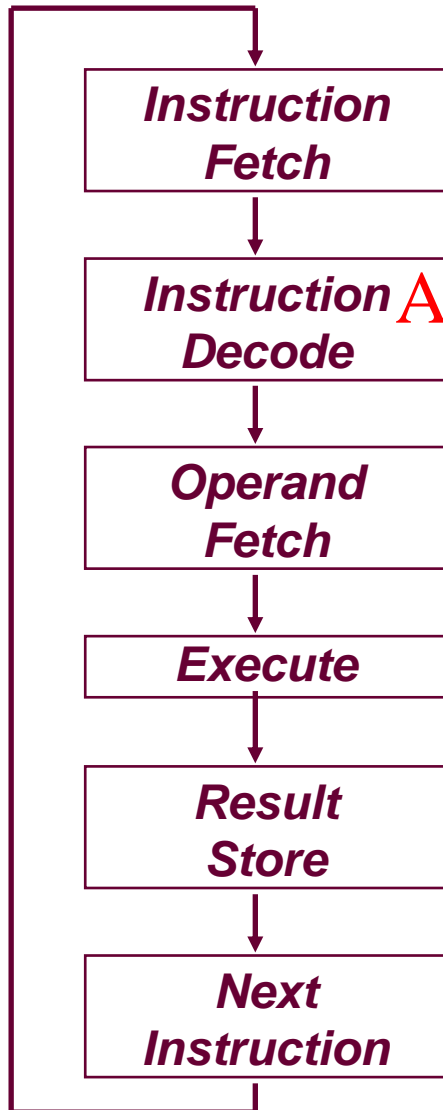 Instruction
Fetch
Instruction A
Decode
Operand
Fetch
Execute
Result
Store
Next
Instruction